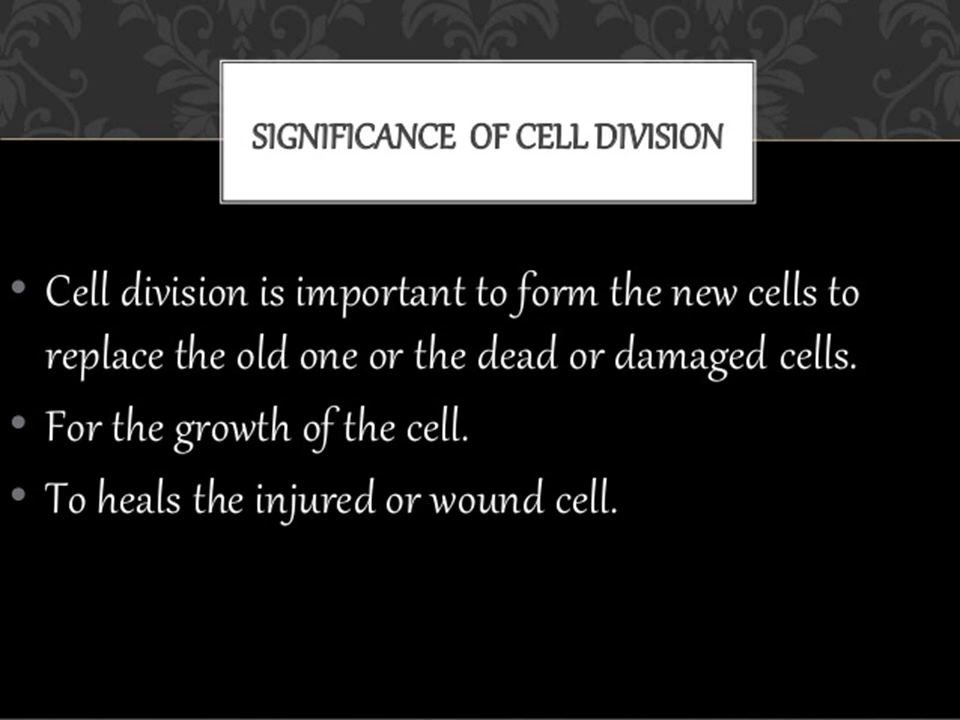 SIGNIFICANCE OF CELL DIVISION
• Cell division is important to form the new cells to
replace the old one or the dead or damaged cells.
• For the growth of the cell.
• To heals the injured or wound cell.